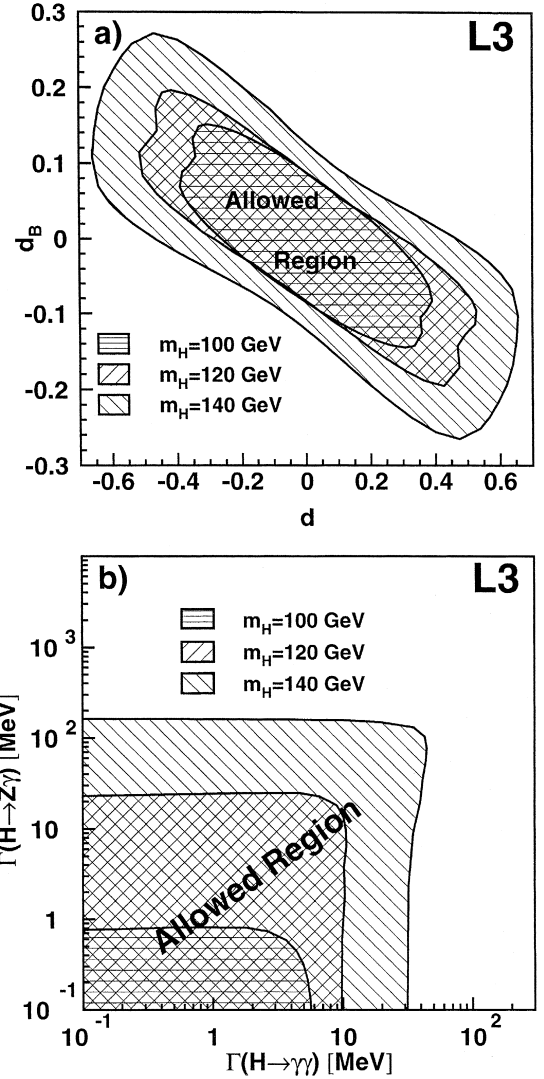 a) L3
0.3
0.2
0.1
0
-0.1
-0.2
-0.3
d_B
Allowed
Region
m_H=100 GeV
m_H=120 GeV
m_H=140 GeV
-0.6 -0.4 -0.2 0 0.2 0.4 0.6
d
b) L3
m_H=100 GeV
m_H=120 GeV
m_H=140 GeV
10^3
10^2
10
1
10^-1
Γ(H→Zγ) [MeV]
Allowed Region
10^-1 1 10 10^2
Γ(H→γγ) [MeV]